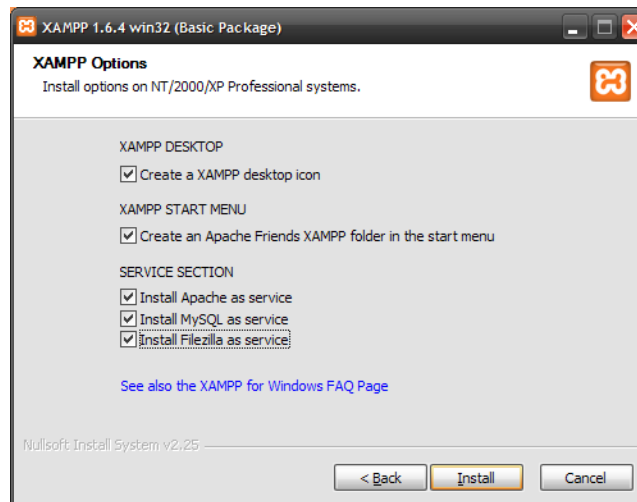 XAMPP 1.6.4 win32 (Basic Package)
XAMPP Options
Install options on NT/2000/XP Professional systems.
XAMPP DESKTOP
Create a XAMPP desktop icon
XAMPP START MENU
Create an Apache Friends XAMPP folder in the start menu
SERVICE SECTION
Install Apache as service
Install MySQL as service
Install Filezilla as service
See also the XAMPP for Windows FAQ Page
Nullsoft Install System v2.25
< Back Install Cancel